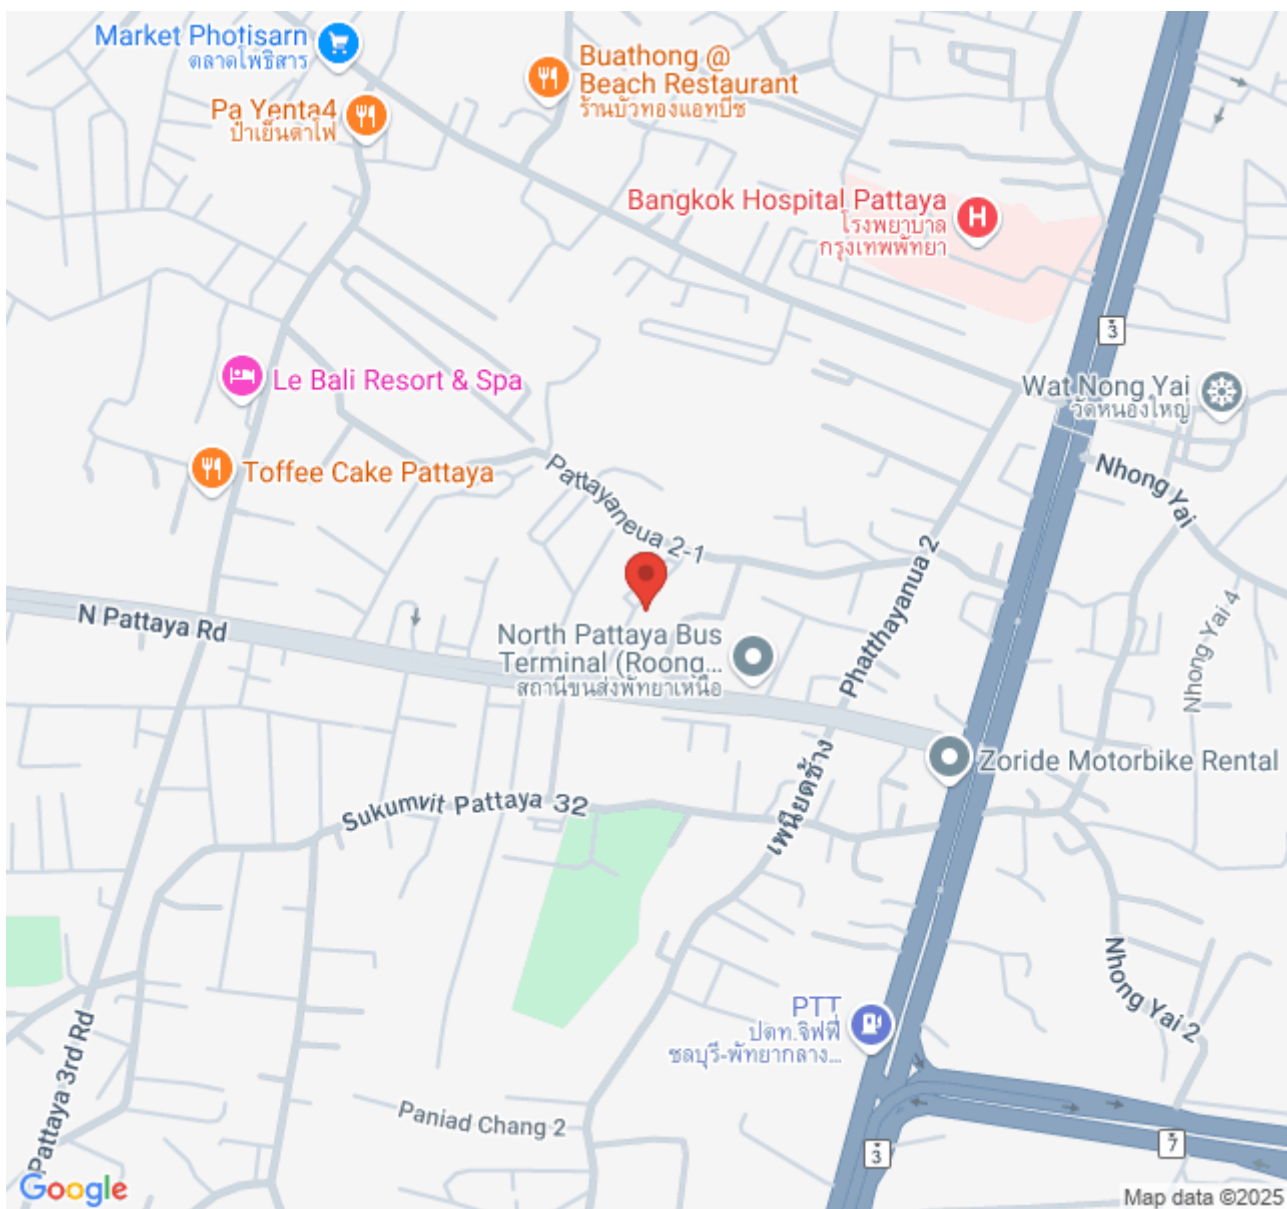 Market Photisarn
ตลาดโพธิสาร
Buathong @
Beach Restaurant
ร้านบัวทองแอทบีช
Pa Yenta4
ป้าเย็นตาโฟ
Bangkok Hospital Pattaya
โรงพยาบาล
กรุงเทพพัทยา
H
3
Le Bali Resort & Spa
Wat Nong Yai
วัดหนองใหญ่
Toffee Cake Pattaya
Nhong Yai
Pattayaneua 2-1
Phatthayanua 2
Nhong Yai 4
N Pattaya Rd
North Pattaya Bus
Terminal (Roong...
สถานีขนส่งพัทยาเหนือ
Zoride Motorbike Rental
เพนียดช้าง
Sukumvit Pattaya 32
Nhong Yai 2
PTT
ปตท.จิฟฟี่
ชลบุรี-พัทยากลาง...
Pattaya 3rd Rd
Paniad Chang 2
3
7
Google
Map data ©2025